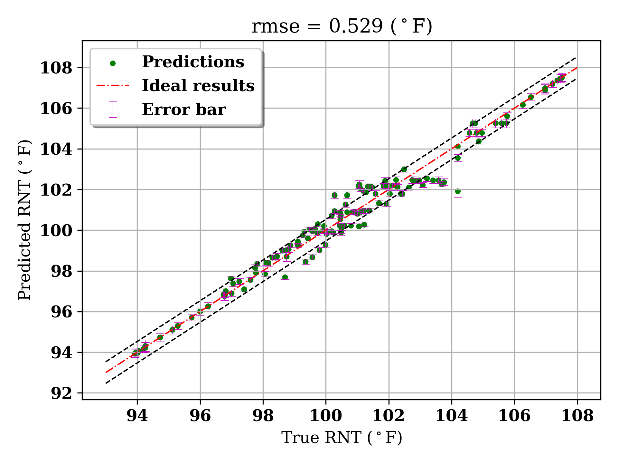 rmse = 0.529 (°F)
Predictions
Ideal results
Error bar
Predicted RNT (°F)
108
106
104
102
100
98
96
94
92
94 96 98 100 102 104 106 108
True RNT (°F)